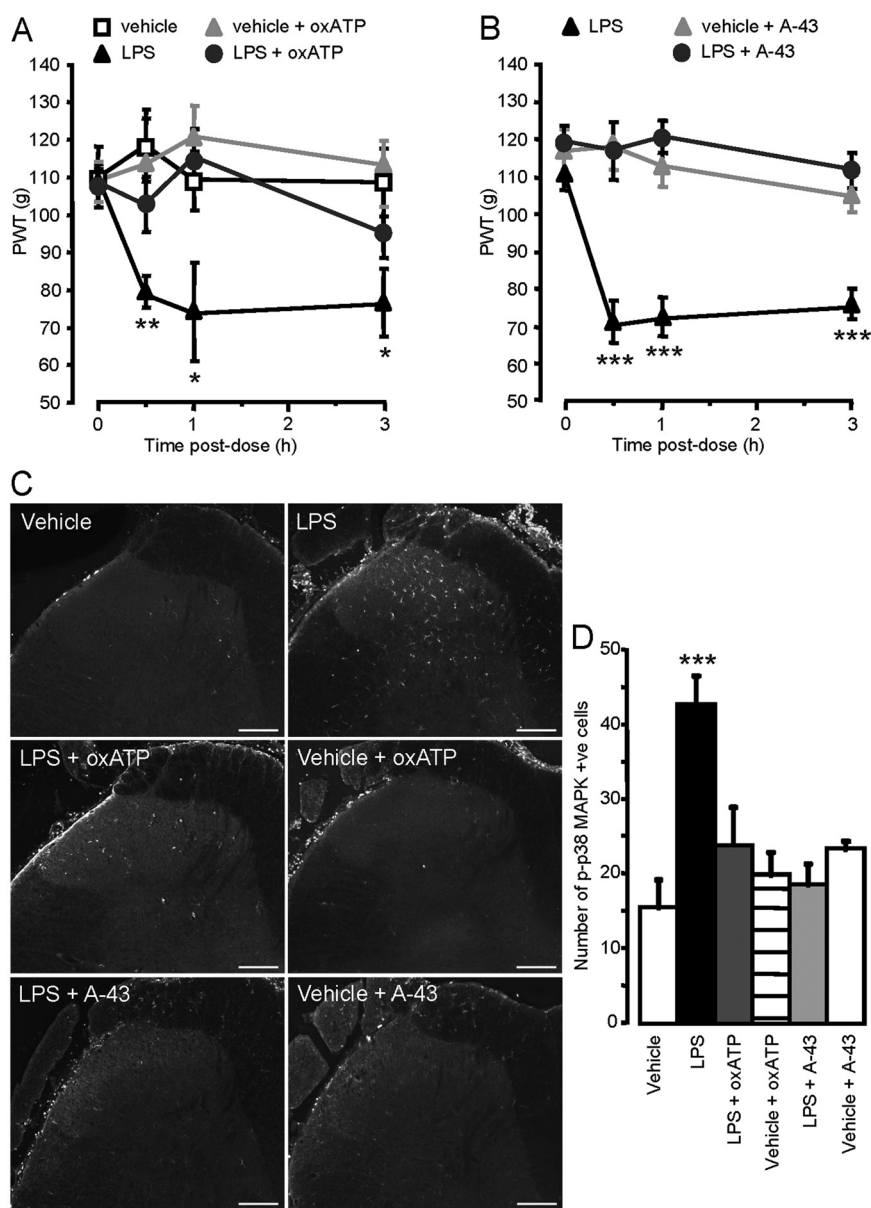 A
vehicle
vehicle + oxATP
LPS
LPS + oxATP
140
130
120
110
100
90
80
70
60
50
PWT (g)
**
*
*
0
1
2
3
Time post-dose (h)
B
LPS
vehicle + A-43
LPS + A-43
140
130
120
110
100
90
80
70
60
50
PWT (g)
***
***
***
0
1
2
3
Time post-dose (h)
C
Vehicle
LPS
LPS + oxATP
Vehicle + oxATP
LPS + A-43
Vehicle + A-43
D
50
40
30
20
10
0
Number of p-p38 MAPK +ve cells
***
Vehicle
LPS
LPS + oxATP
Vehicle + oxATP
LPS + A-43
Vehicle + A-43